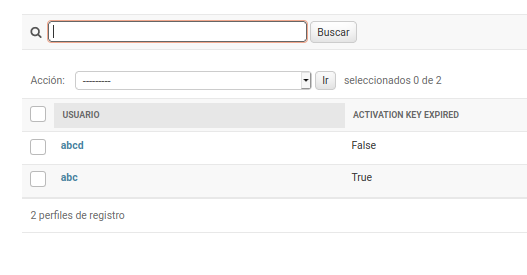 Buscar
Acción: --------- Ir seleccionados 0 de 2
USUARIO ACTIVATION KEY EXPIRED
abcd False
abc True
2 perfiles de registro